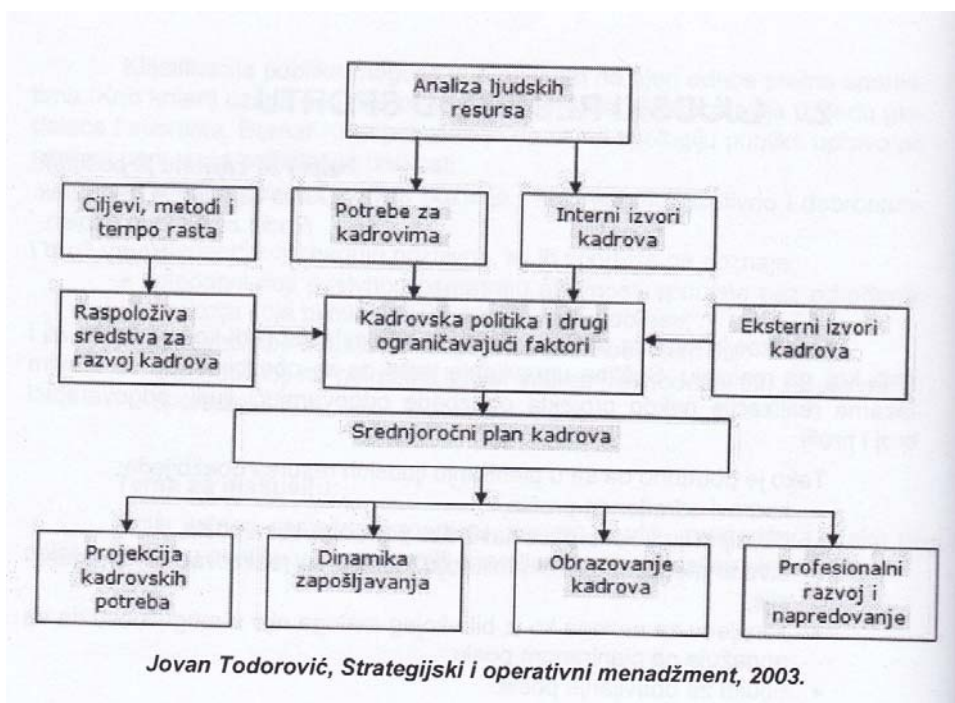 Analiza ljudskih
resursa
Ciljevi, metodi i
tempo rasta
Potrebe za
kadrovima
Interni izvori
kadrova
Raspoloživa
sredstva za
razvoj kadrova
Kadrovska politika i drugi
ograničavajući faktori
Eksterni izvori
kadrova
Srednjoročni plan kadrova
Projekcija
kadrovskih
potreba
Dinamika
zapošljavanja
Obrazovanje
kadrova
Profesionalni
razvoj i
napredovanje
Jovan Todorović, Strategijski i operativni menadžment, 2003.